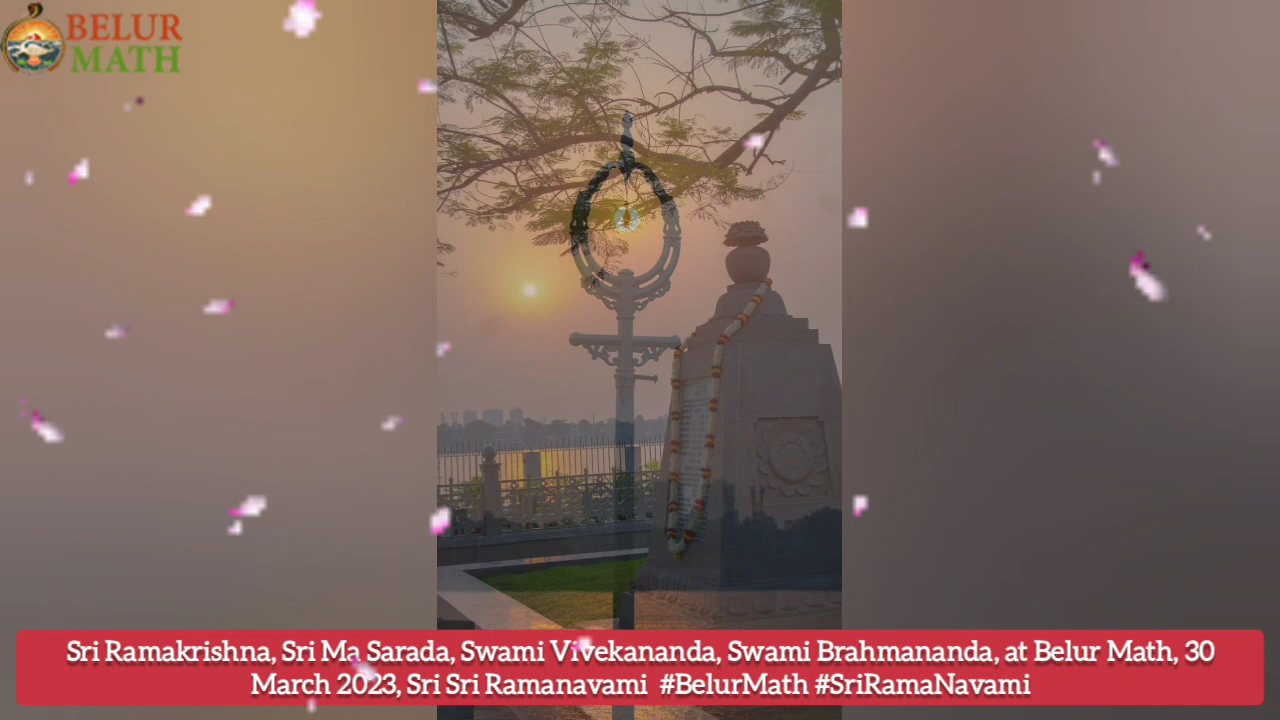 BELUR
MATH
Sri Ramakrishna, Sri Ma Sarada, Swami Vivekananda, Swami Brahmananda, at Belur Math, 30
March 2023, Sri Sri Ramanavami #BelurMath #SriRamaNavami